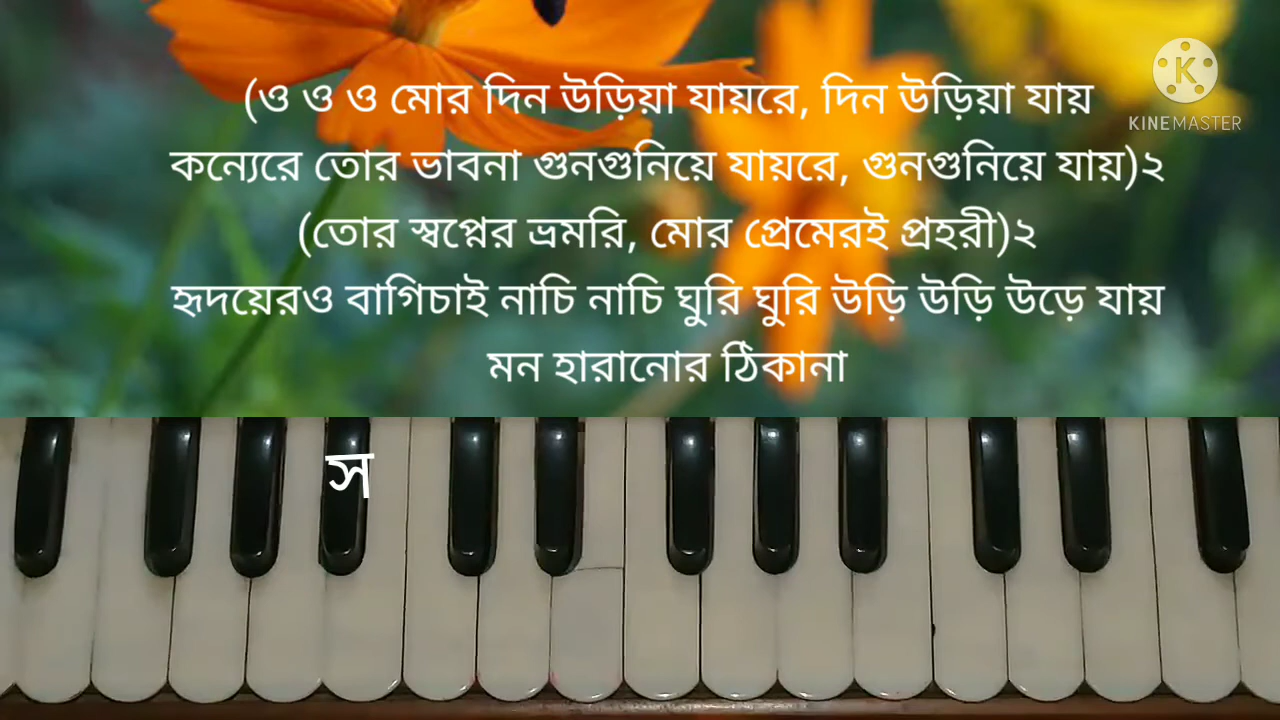 (ও ও ও মোর দিন উড়িয়া যায়রে, দিন উড়িয়া যায়
কন্যেরে তোর ভাবনা গুনগুনিয়ে যায়রে, গুনগুনিয়ে যায়)২
(তোর স্বপ্নের ভ্রমরি, মোর প্রেমেরই প্রহরী)২
হৃদয়েরও বাগিচাই নাচি নাচি ঘুরি ঘুরি উড়ি উড়ি উড়ে যায়
মন হারানোর ঠিকানা
স
K
KINEMASTER